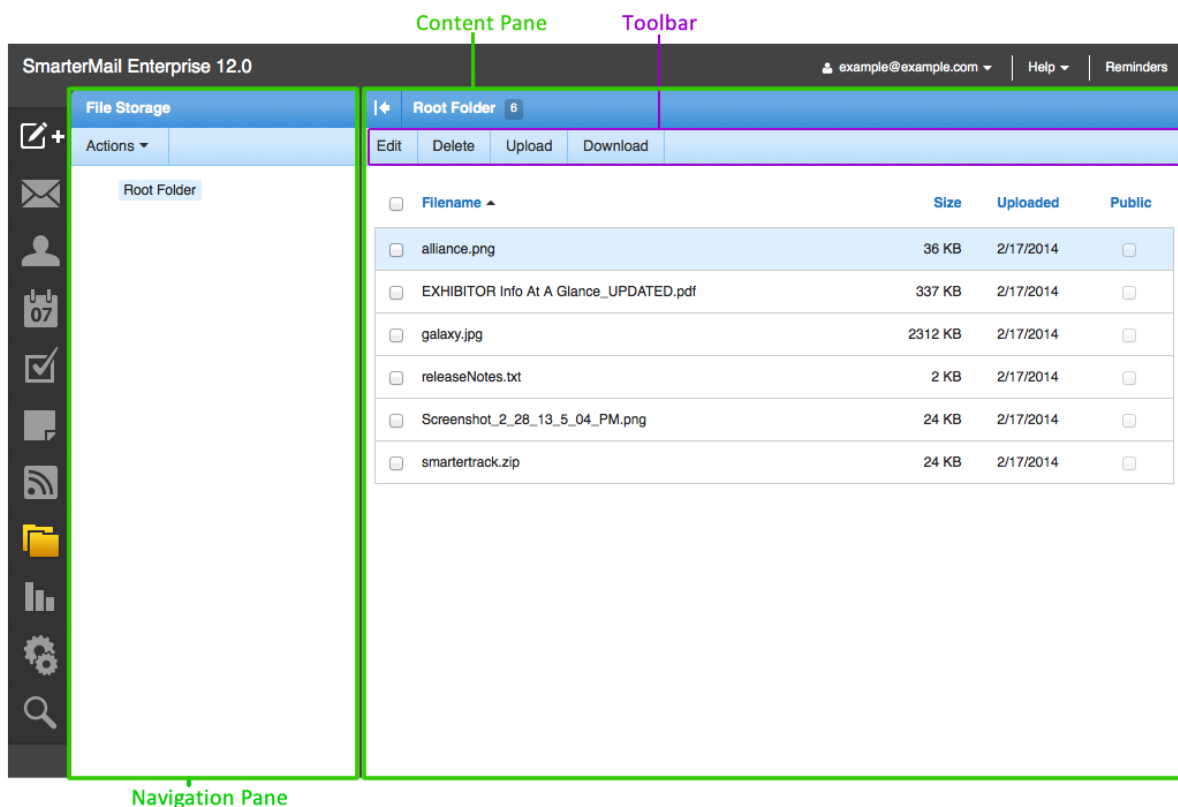 Content Pane Toolbar
SmarterMail Enterprise 12.0 example@example.com Help Reminders
File Storage Root Folder 6
Actions Edit Delete Upload Download
Root Folder
Filename Size Uploaded Public
alliance.png 36 KB 2/17/2014
EXHIBITOR Info At A Glance_UPDATED.pdf 337 KB 2/17/2014
07
galaxy.jpg 2312 KB 2/17/2014
releaseNotes.txt 2 KB 2/17/2014
Screenshot_2_28_13_5_04_PM.png 24 KB 2/17/2014
smartertrack.zip 24 KB 2/17/2014
Navigation Pane